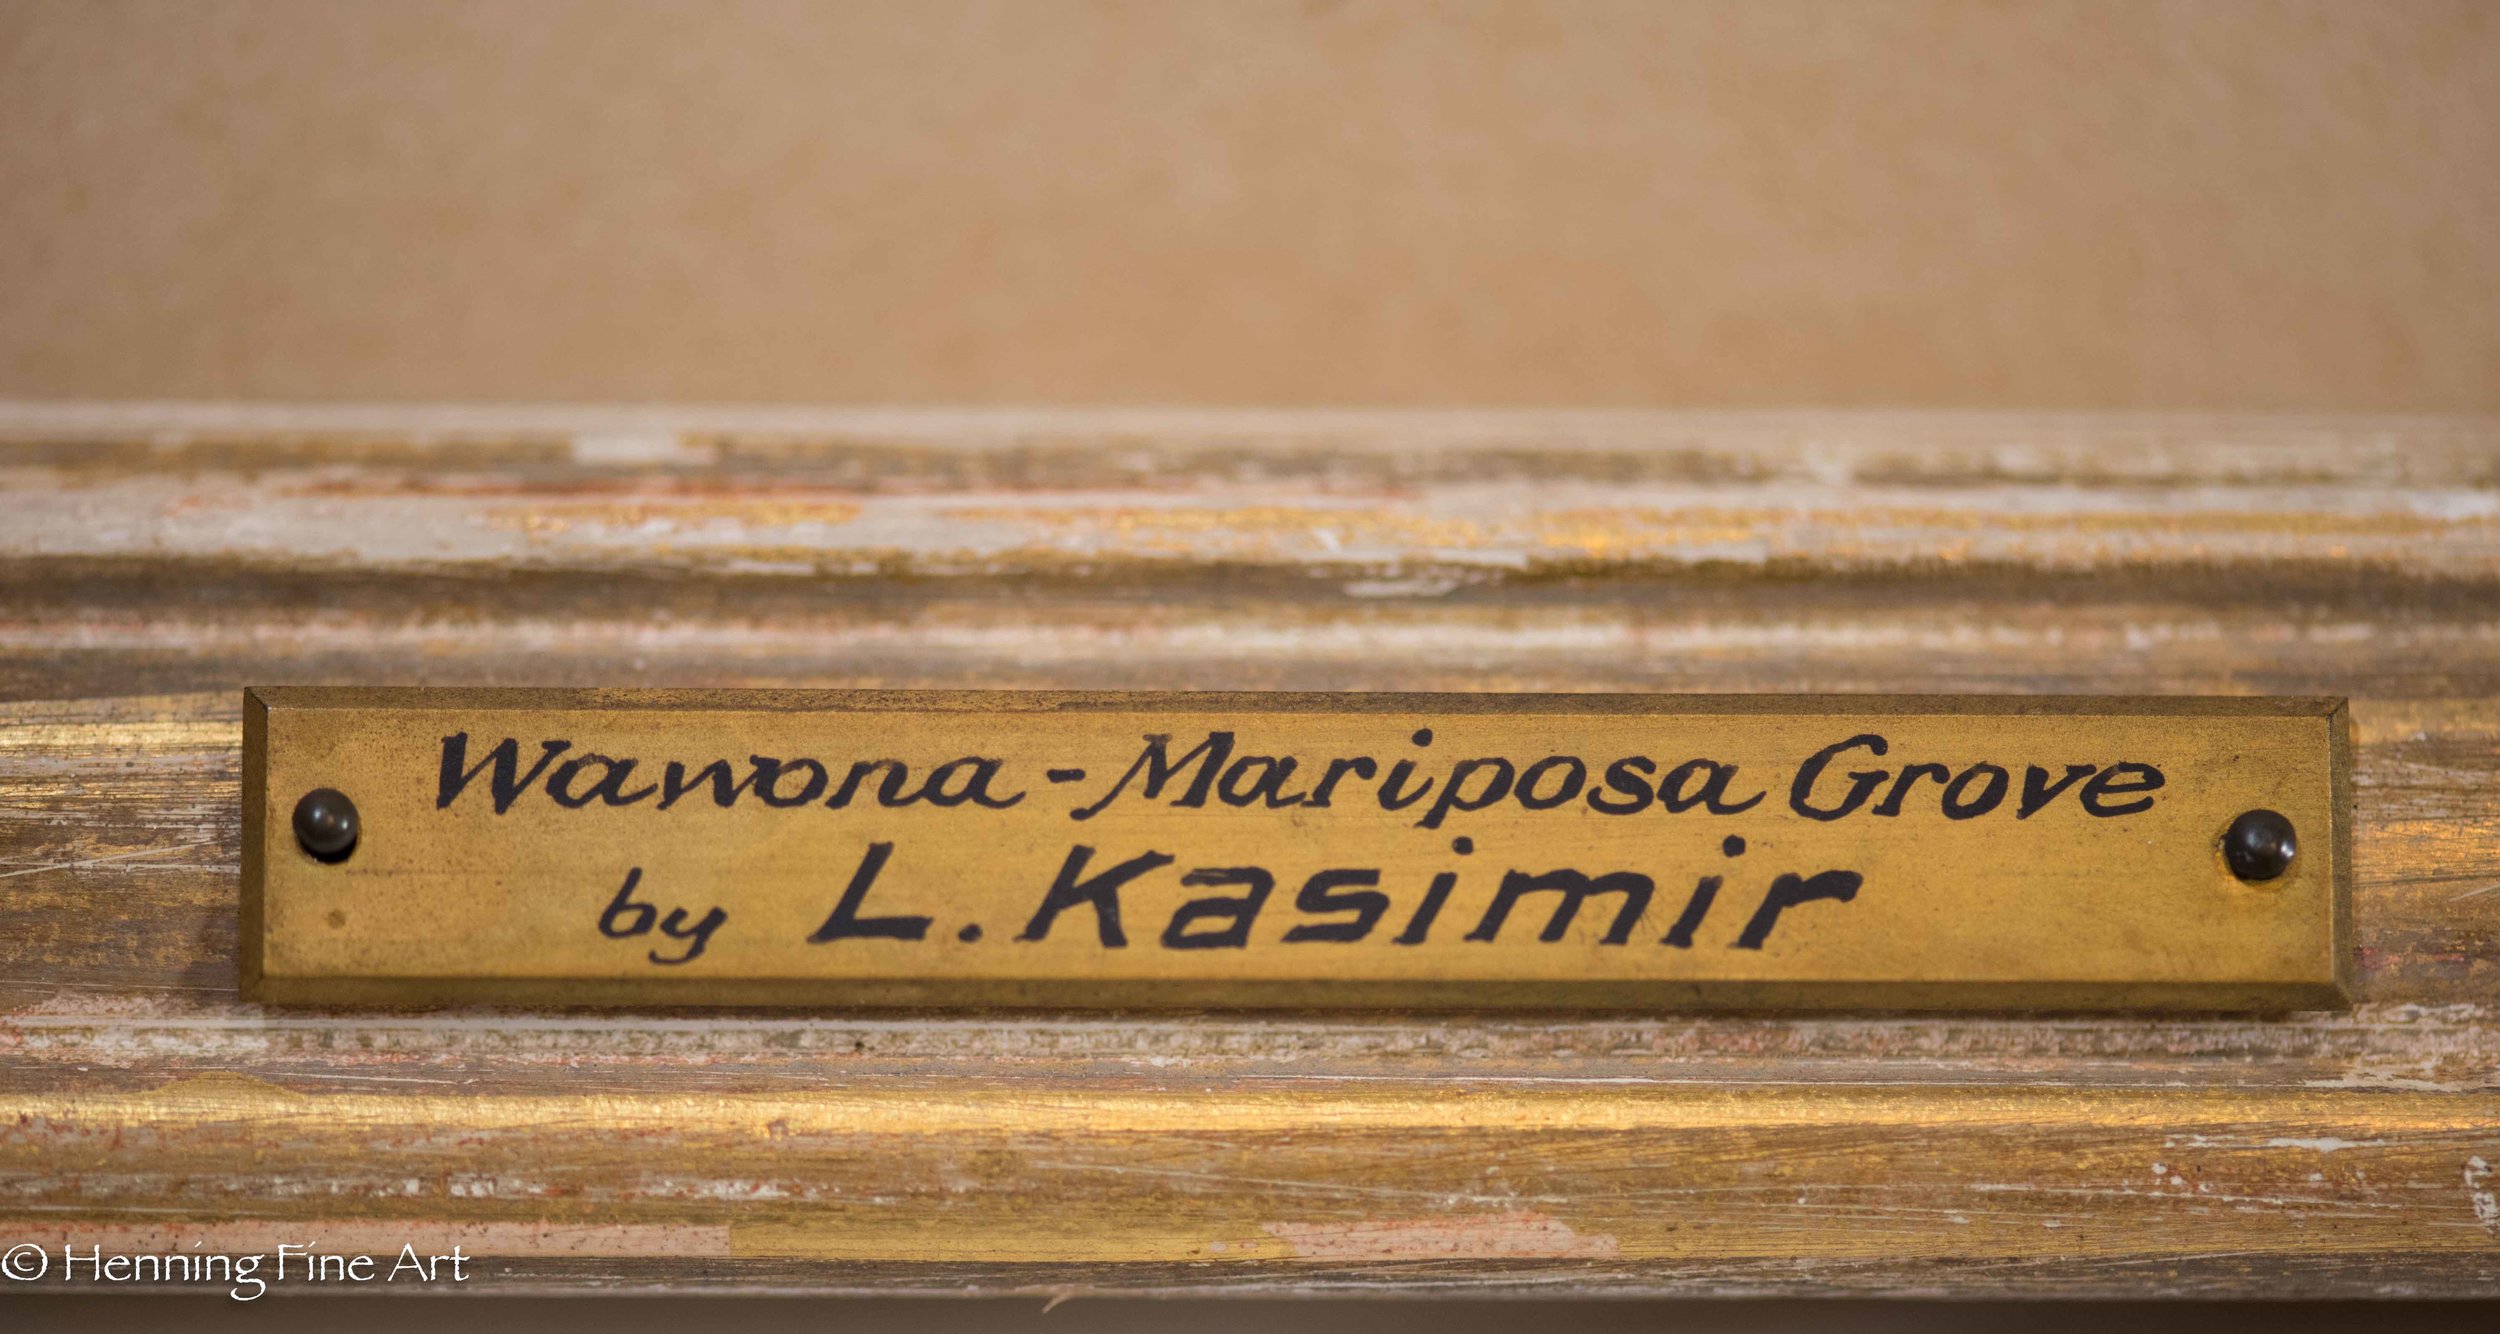 Wawona - Mariposa Grove
by L. Kasimir
© Henning Fine Art